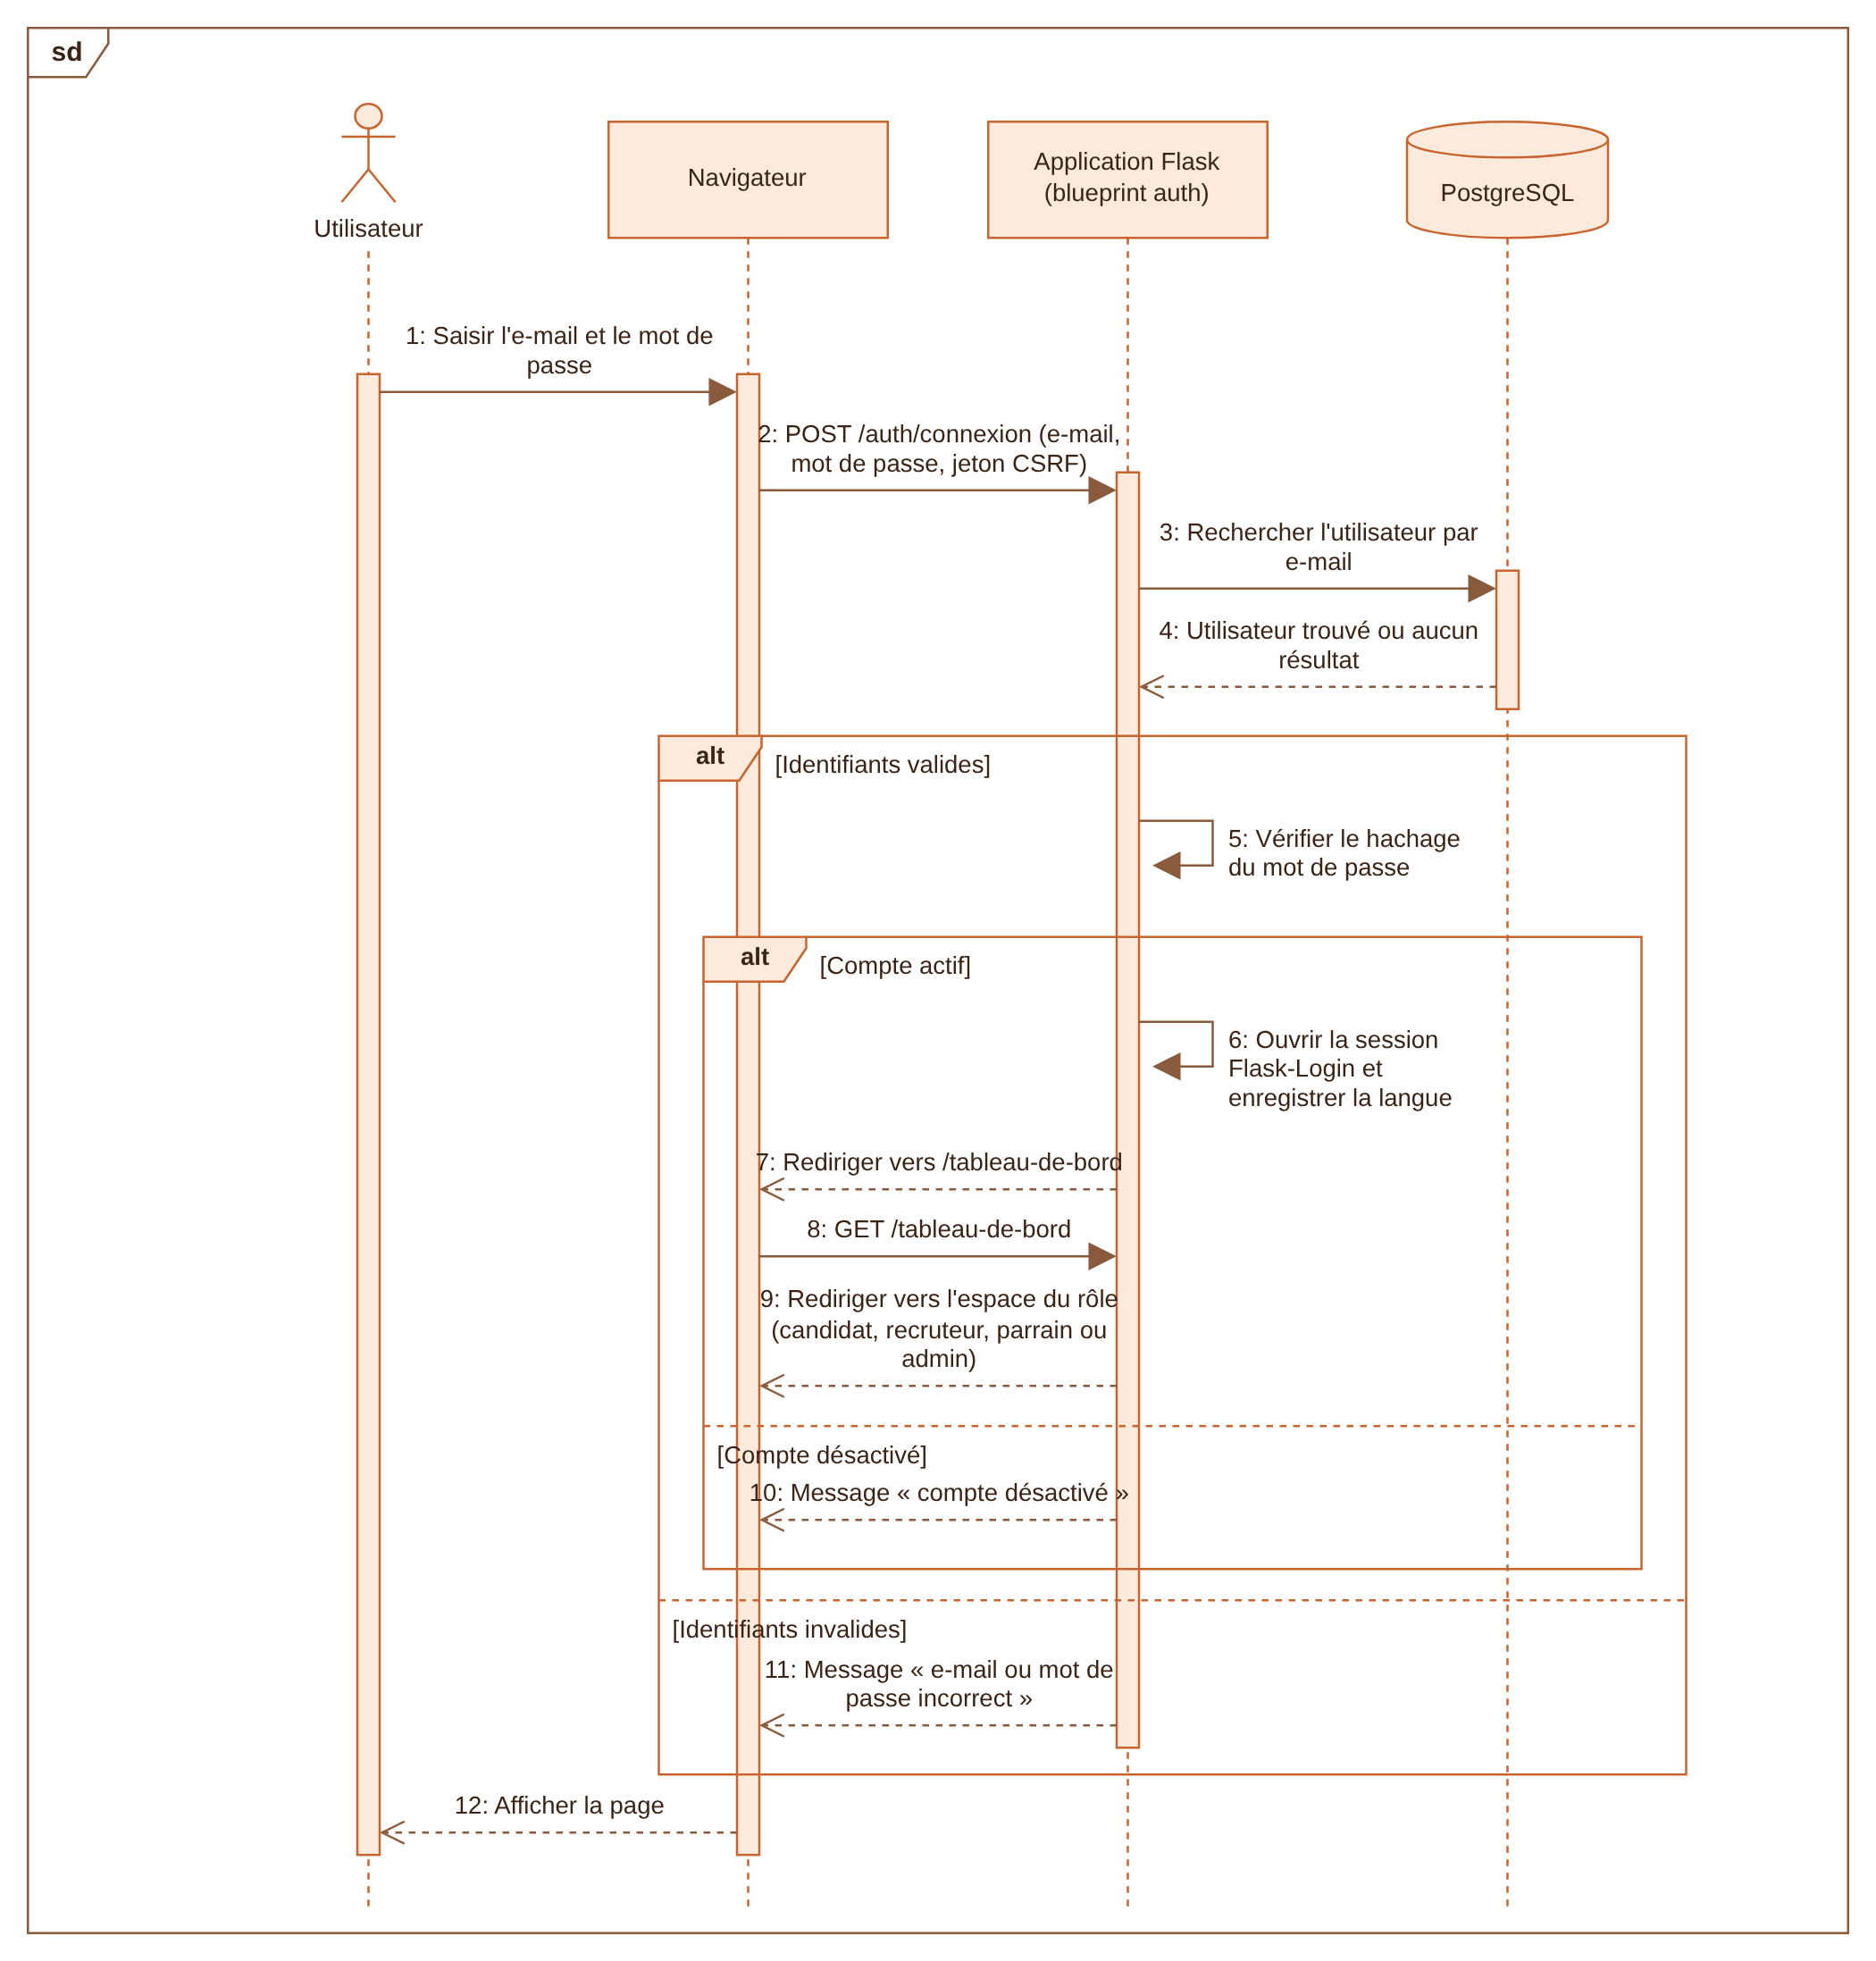 sd
Utilisateur
Navigateur
Application Flask
(blueprint auth)
PostgreSQL
1: Saisir l'e-mail et le mot de
passe
2: POST /auth/connexion (e-mail,
mot de passe, jeton CSRF)
3: Rechercher l'utilisateur par
e-mail
4: Utilisateur trouvé ou aucun
résultat
alt
[Identifiants valides]
5: Vérifier le hachage
du mot de passe
alt
[Compte actif]
6: Ouvrir la session
Flask-Login et
enregistrer la langue
7: Rediriger vers /tableau-de-bord
8: GET /tableau-de-bord
9: Rediriger vers l'espace du rôle
(candidat, recruteur, parrain ou
admin)
[Compte désactivé]
10: Message « compte désactivé »
[Identifiants invalides]
11: Message « e-mail ou mot de
passe incorrect »
12: Afficher la page